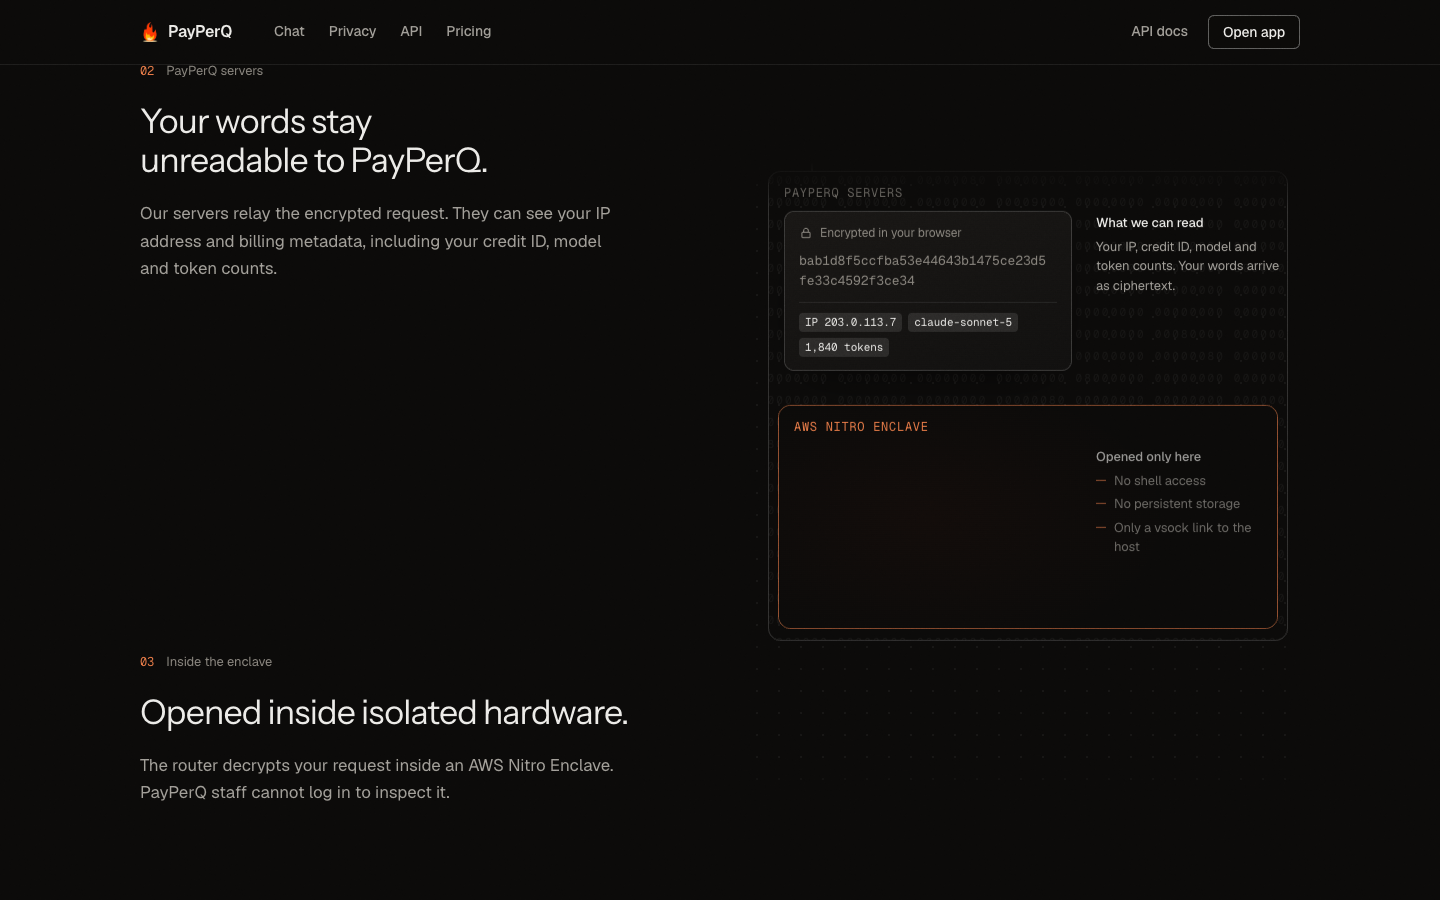 PayPerQ
Chat
Privacy
API
Pricing
API docs
Open app
02 PayPerQ servers
Your words stay
unreadable to PayPerQ.
Our servers relay the encrypted request. They can see your IP
address and billing metadata, including your credit ID, model
and token counts.
PAYPERQ SERVERS
Encrypted in your browser
bab1d8f5ccfba53e44643b1475ce23d5
fe33c4592f3ce34
IP 203.0.113.7
claude-sonnet-5
1,840 tokens
What we can read
Your IP, credit ID, model and
token counts. Your words arrive
as ciphertext.
AWS NITRO ENCLAVE
Opened only here
— No shell access
— No persistent storage
— Only a vsock link to the
host
03 Inside the enclave
Opened inside isolated hardware.
The router decrypts your request inside an AWS Nitro Enclave.
PayPerQ staff cannot log in to inspect it.